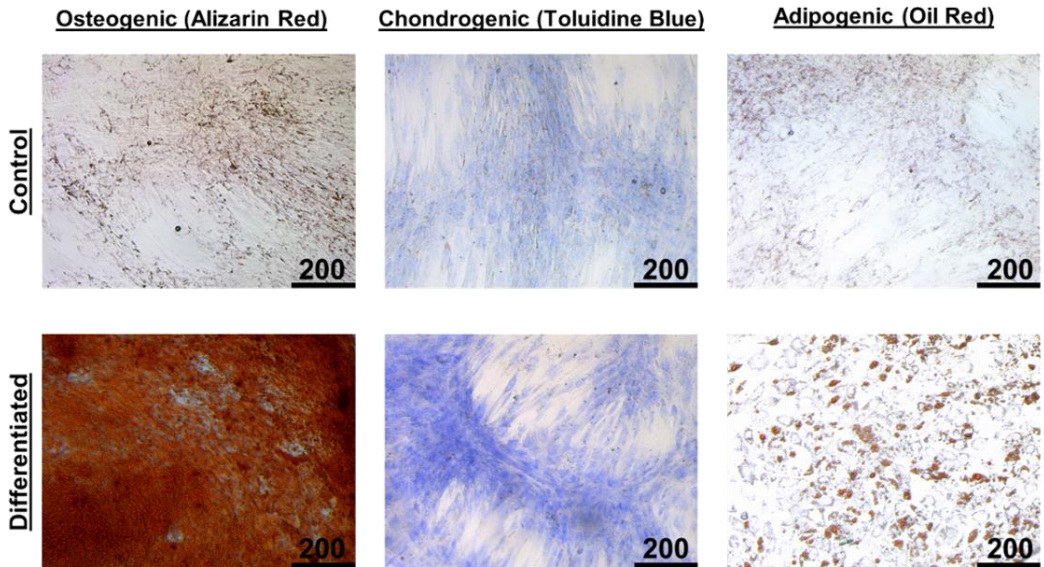 Osteogenic (Alizarin Red) Chondrogenic (Toluidine Blue) Adipogenic (Oil Red)
Control
200 200 200
Differentiated
200 200 200